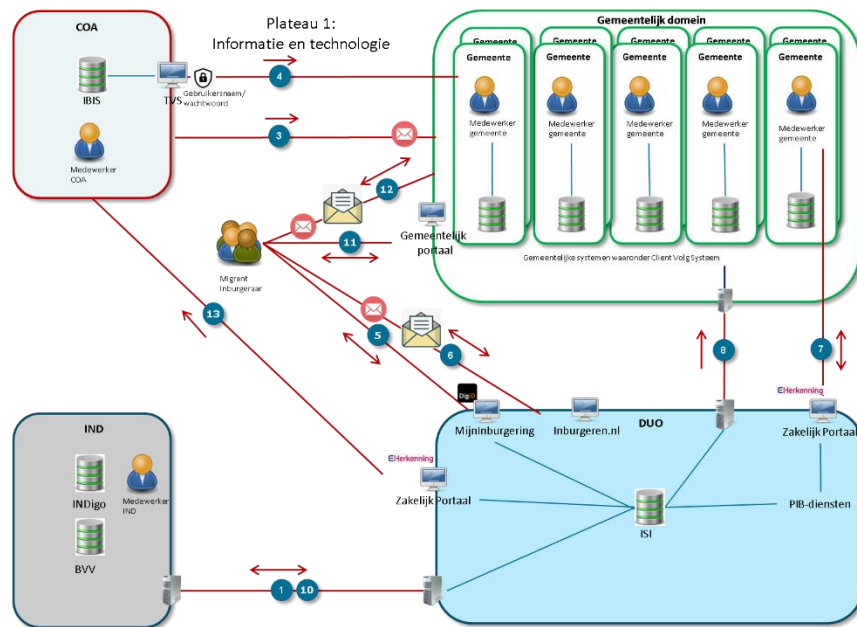 Plateau 1:
Informatie en technologie
COA
IBIS
TVS
Gebruikersnaam/
wachtwoord
Medewerker
COA
4
3
Gemeentelijk domein
Gemeente
Gemeente
Gemeente
Gemeente
Gemeente
Gemeente
Gemeente
Gemeente
Gemeente
Gemeente
Medewerker
gemeente
Medewerker
gemeente
Medewerker
gemeente
Medewerker
gemeente
Medewerker
gemeente
Gemeentelijke systemen waaronder Client Volg Systeem
12
11
Gemeentelijk
portaal
Migrant
Inburgeraar
13
5
6
8
7
DigiD
eHerkenning
MijnInburgering
Inburgeren.nl
DUO
Zakelijk Portaal
eHerkenning
Zakelijk Portaal
ISI
PIB-diensten
IND
INDigo
Medewerker
IND
BVV
1
10